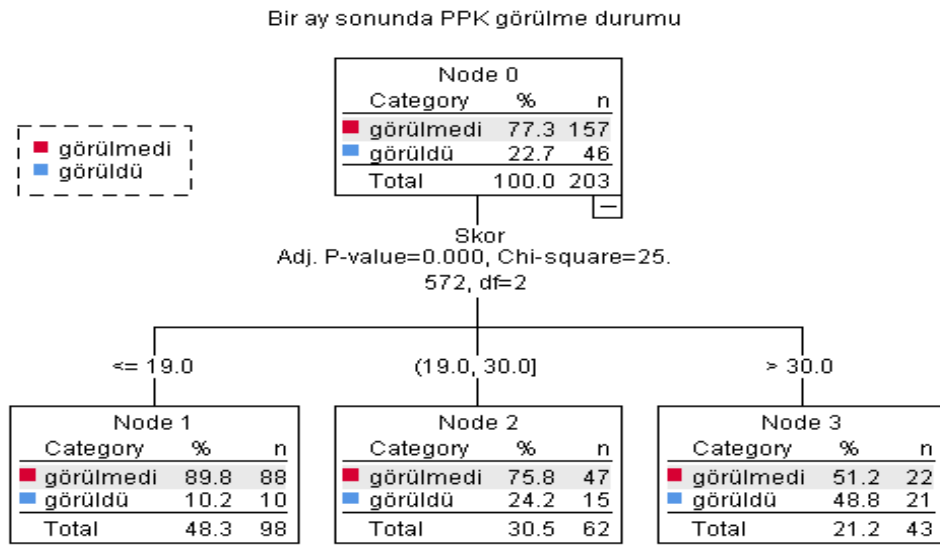 Bir ay sonunda PPK görülme durumu
Node 0
Category % n
görülmedi 77.3 157
görüldü 22.7 46
Total 100.0 203
görülmedi
görüldü
Skor
Adj. P-value=0.000, Chi-square=25.
572, df=2
<= 19.0
(19.0, 30.0]
> 30.0
Node 1
Category % n
görülmedi 89.8 88
görüldü 10.2 10
Total 48.3 98
Node 2
Category % n
görülmedi 75.8 47
görüldü 24.2 15
Total 30.5 62
Node 3
Category % n
görülmedi 51.2 22
görüldü 48.8 21
Total 21.2 43